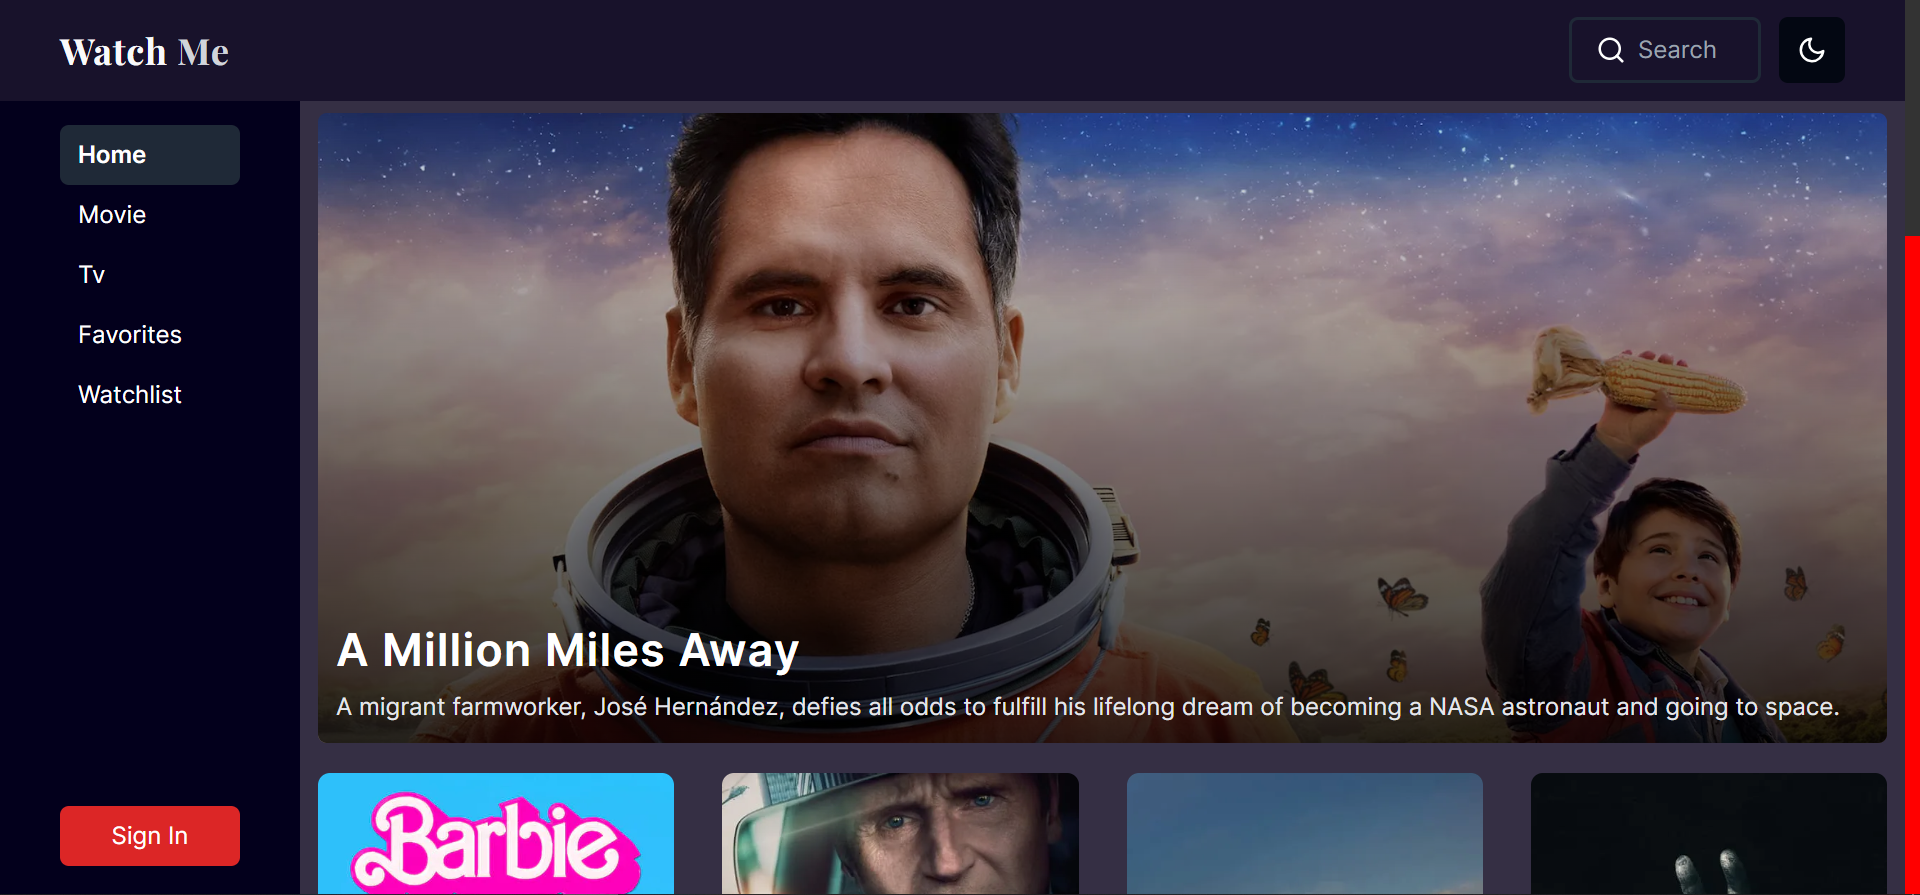 Watch Me
Search
Home
Movie
Tv
Favorites
Watchlist
Sign In
A Million Miles Away
A migrant farmworker, José Hernández, defies all odds to fulfill his lifelong dream of becoming a NASA astronaut and going to space.
Barbie